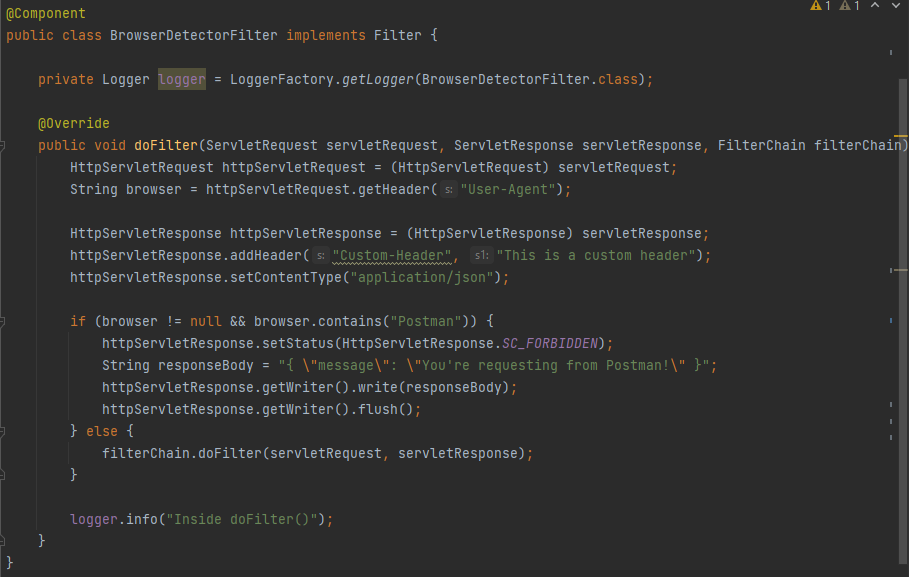 @Component
1 1
public class BrowserDetectorFilter implements Filter {
private Logger logger = LoggerFactory.getLogger(BrowserDetectorFilter.class);
@Override
public void doFilter(ServletRequest servletRequest, ServletResponse servletResponse, FilterChain filterChain)
HttpServletRequest httpServletRequest = (HttpServletRequest) servletRequest;
String browser = httpServletRequest.getHeader( s: "User-Agent");
HttpServletResponse httpServletResponse = (HttpServletResponse) servletResponse;
httpServletResponse.addHeader( s: "Custom-Header", s1: "This is a custom header");
httpServletResponse.setContentType("application/json");
if (browser != null && browser.contains("Postman")) {
httpServletResponse.setStatus(HttpServletResponse.SC_FORBIDDEN);
String responseBody = "{ \"message\": \"You're requesting from Postman!\" }";
httpServletResponse.getWriter().write(responseBody);
httpServletResponse.getWriter().flush();
} else {
filterChain.doFilter(servletRequest, servletResponse);
}
logger.info("Inside doFilter()");
}
}